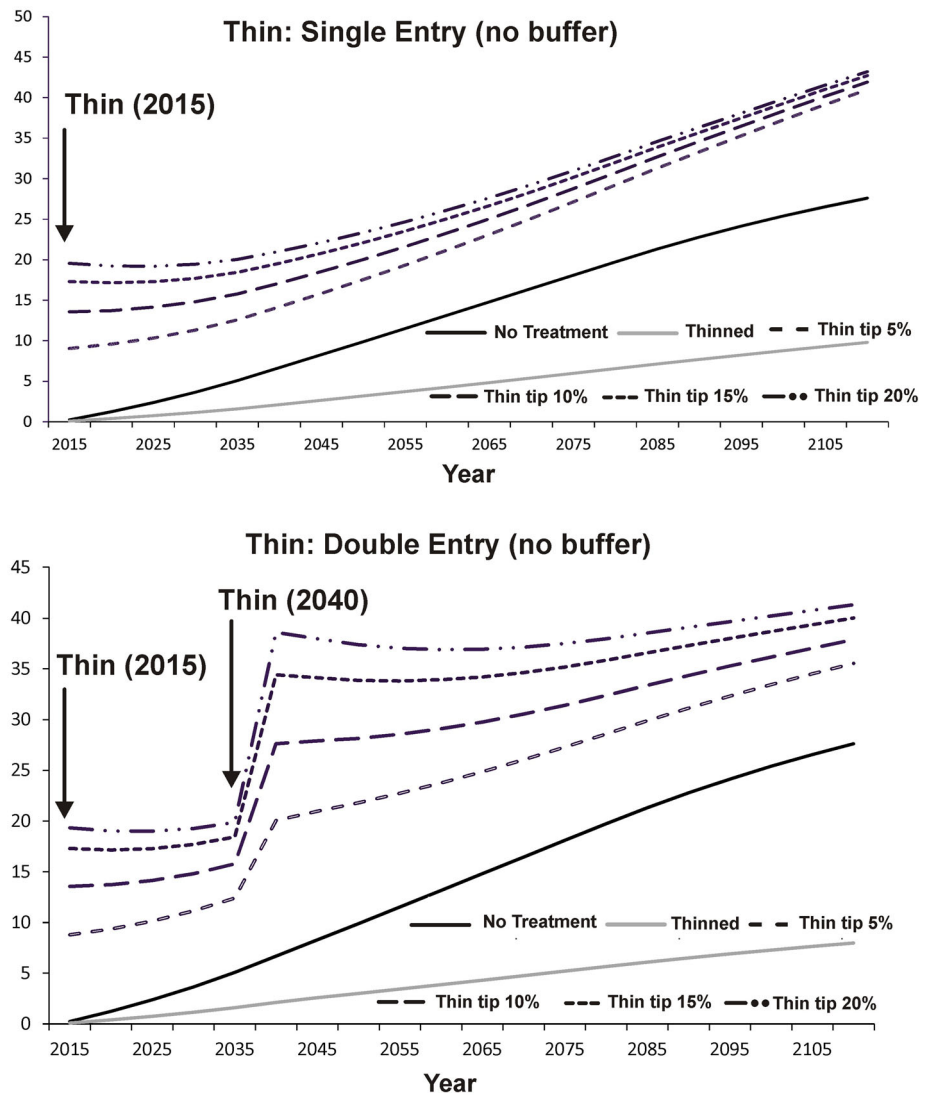 Thin: Single Entry (no buffer)
50
45
40
35
30
25
20
15
10
5
0
Thin (2015)
No Treatment Thinned Thin tip 5%
Thin tip 10% Thin tip 15% Thin tip 20%
2015 2025 2035 2045 2055 2065 2075 2085 2095 2105
Year
Thin: Double Entry (no buffer)
45
40
35
30
25
20
15
10
5
0
Thin (2040)
Thin (2015)
No Treatment Thinned Thin tip 5%
Thin tip 10% Thin tip 15% Thin tip 20%
2015 2025 2035 2045 2055 2065 2075 2085 2095 2105
Year